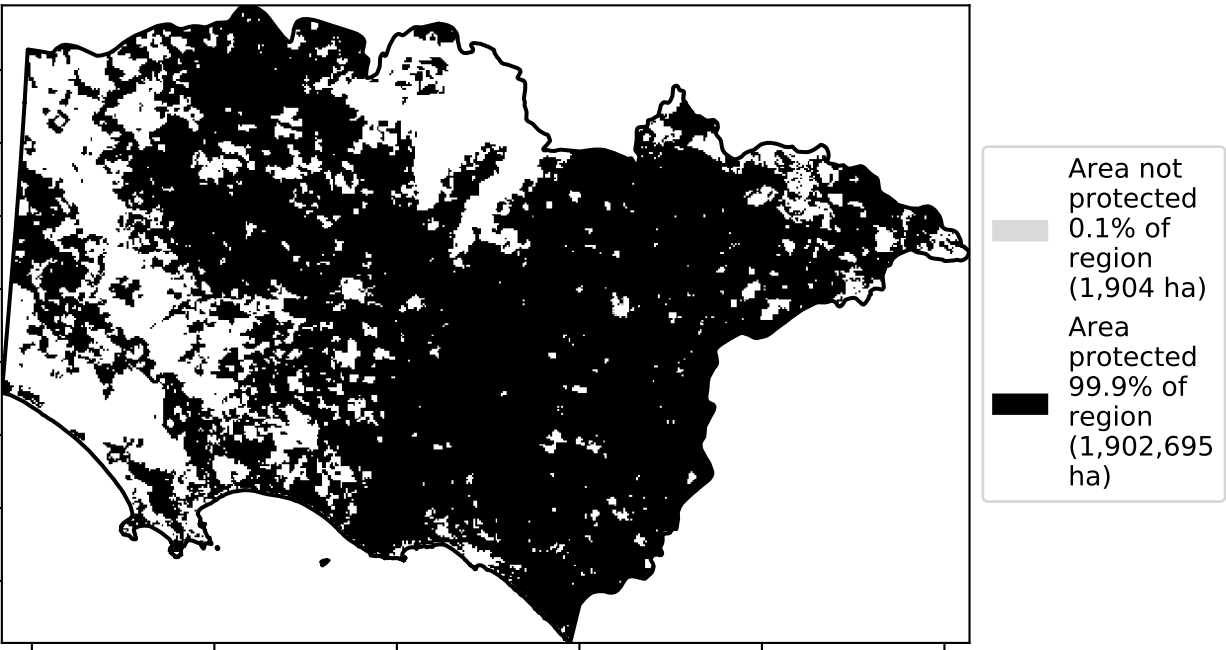 Area not
protected
0.1% of
region
(1,904 ha)
Area
protected
99.9% of
region
(1,902,695
ha)